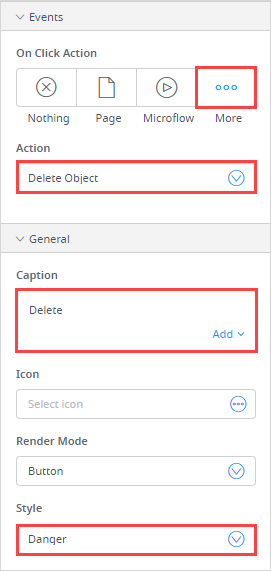 Events
On Click Action
Nothing Page Microflow More
Action
Delete Object
General
Caption
Delete
Add
Icon
Select icon
Render Mode
Button
Style
Danger